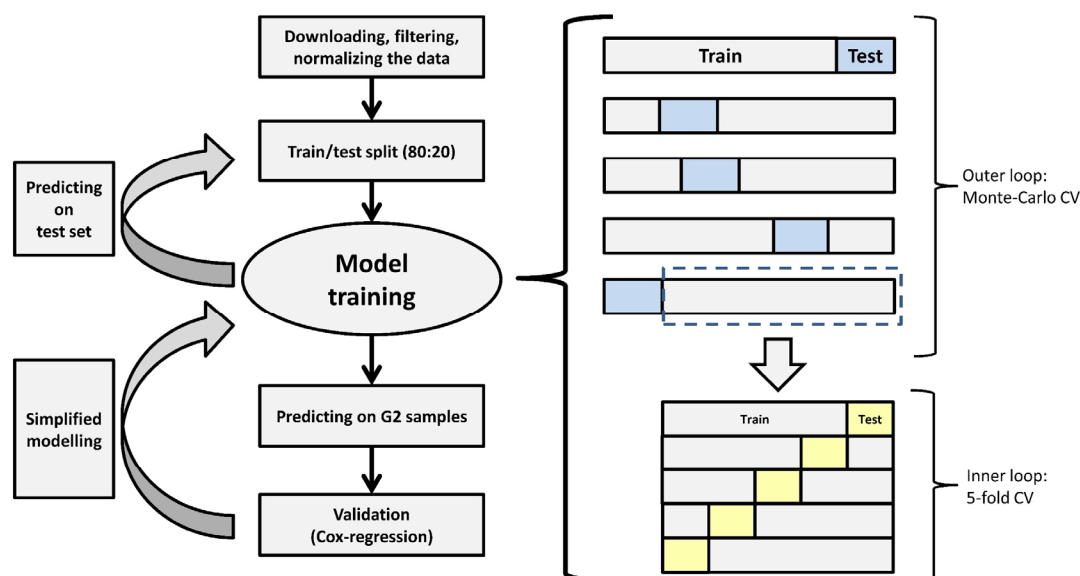 Downloading, filtering,
normalizing the data
Train/test split (80:20)
Predicting
on
test set
Model
training
Simplified
modelling
Predicting on G2 samples
Validation
(Cox-regression)
Train Test
Outer loop:
Monte-Carlo CV
Train Test
Inner loop:
5-fold CV